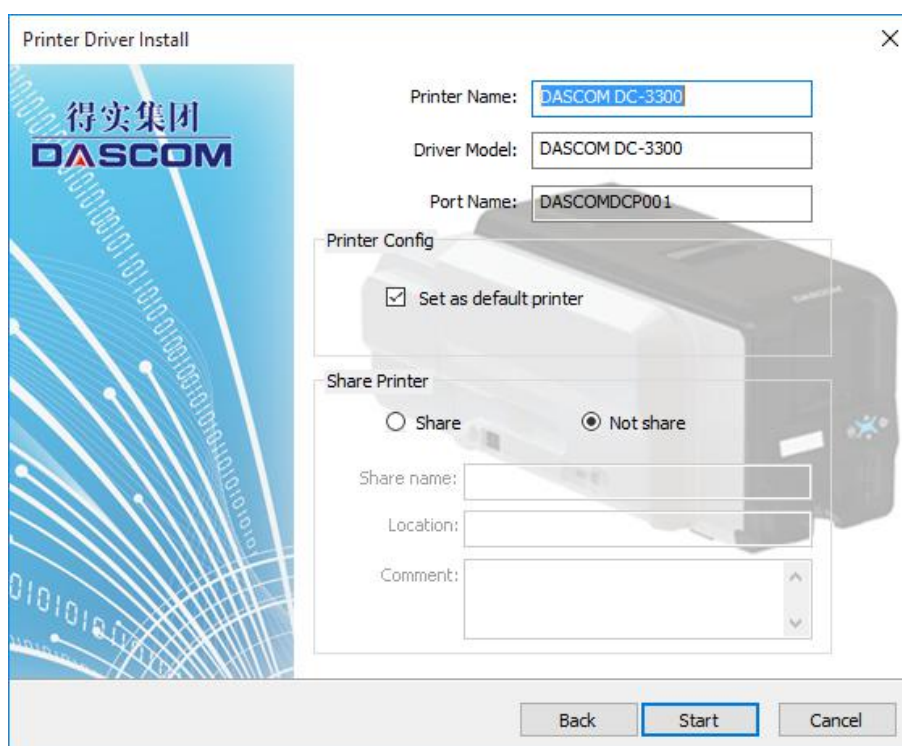 Printer Driver Install
得实集团
DASCOM
Printer Name: DASCOM DC-3300
Driver Model: DASCOM DC-3300
Port Name: DASCOMDCP001
Printer Config
Set as default printer
Share Printer
Share Not share
Share name:
Location:
Comment:
DASCOM
Back Start Cancel